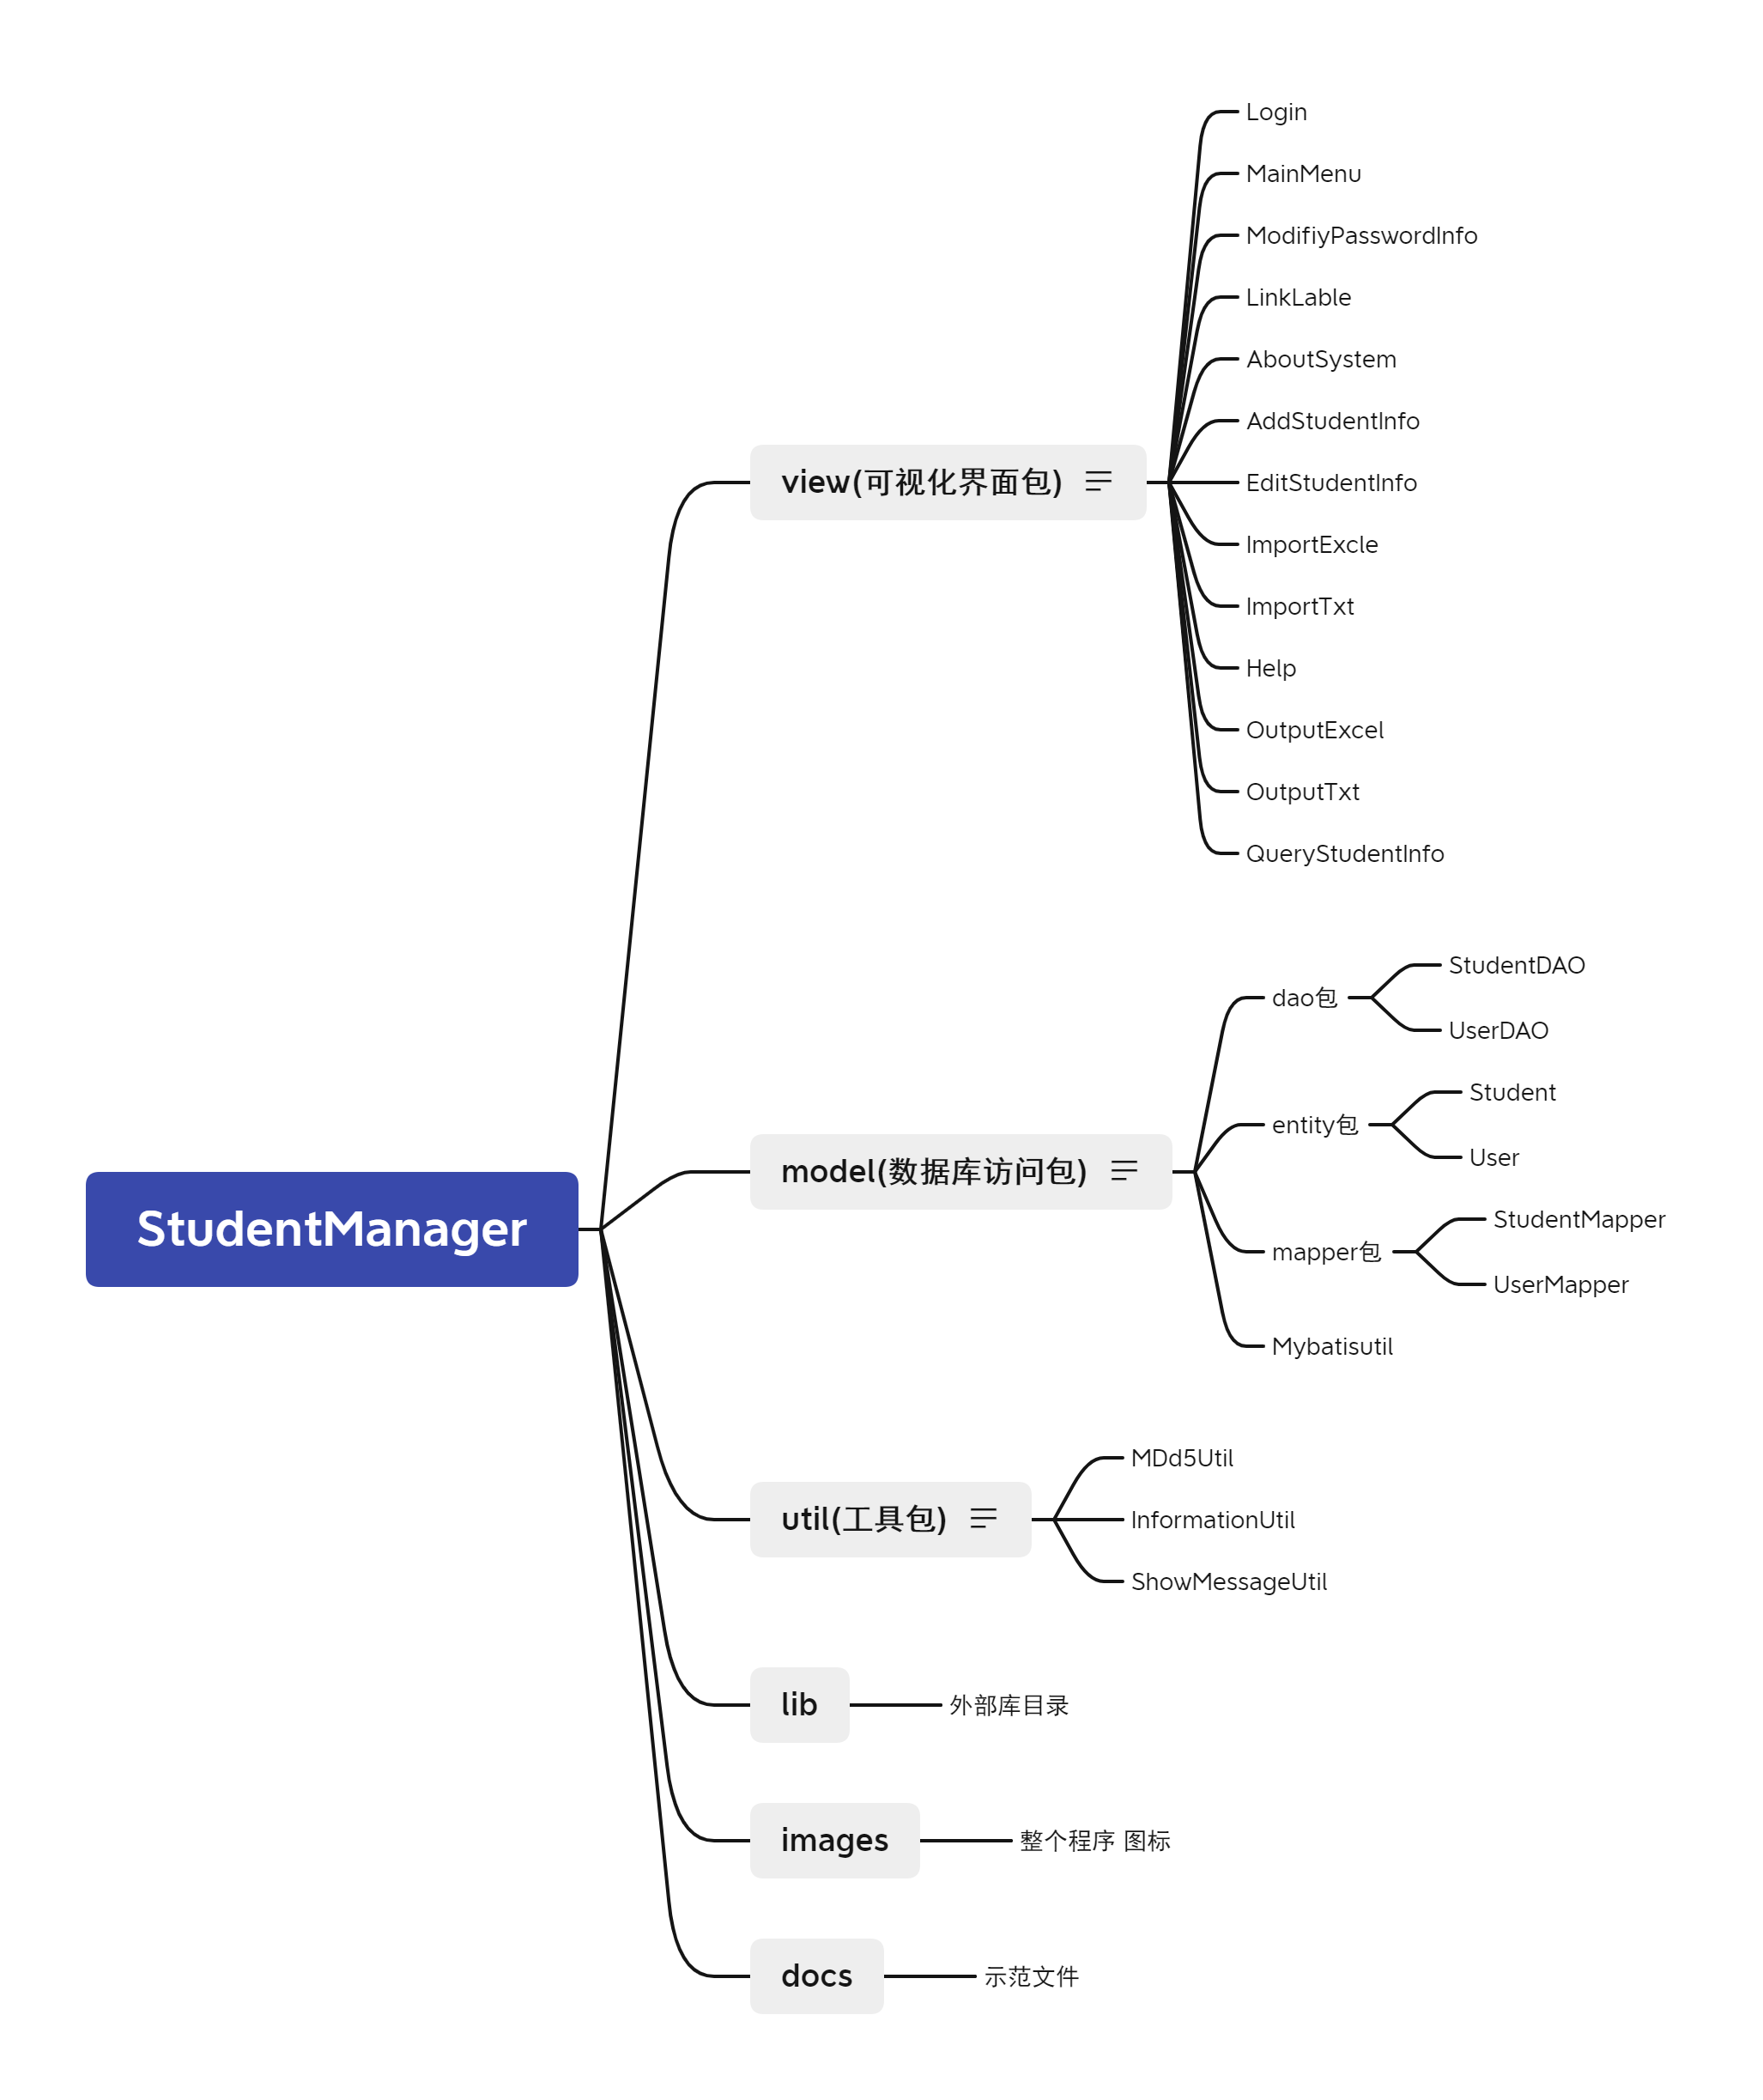 StudentManager
view(可视化界面包)
Login
MainMenu
ModifiyPasswordInfo
LinkLable
AboutSystem
AddStudentInfo
EditStudentInfo
ImportExcle
ImportTxt
Help
OutputExcel
OutputTxt
QueryStudentInfo
model(数据库访问包)
dao包
StudentDAO
UserDAO
entity包
Student
User
mapper包
StudentMapper
UserMapper
Mybatisutil
util(工具包)
MDd5Util
InformationUtil
ShowMessageUtil
lib
外部库目录
images
整个程序 图标
docs
示范文件